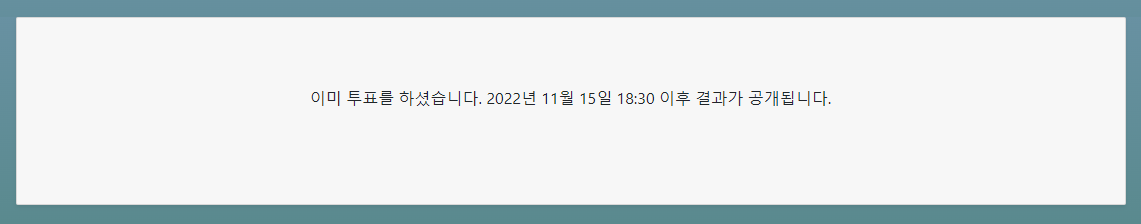 이미 투표를 하셨습니다. 2022년 11월 15일 18:30 이후 결과가 공개됩니다.